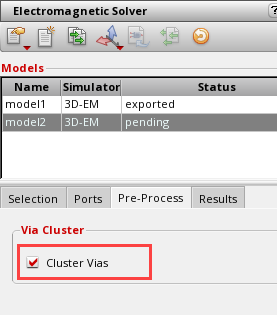 Electromagnetic Solver
Models
Name Simulator Status
model1 3D-EM exported
model2 3D-EM pending
Selection Ports Pre-Process Results
Via Cluster
Cluster Vias